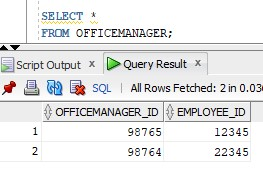 SELECT *
FROM OFFICEMANAGER;
Script Output × Query Result ×
SQL | All Rows Fetched: 2 in 0.03
OFFICEMANAGER_ID EMPLOYEE_ID
1 98765 12345
2 98764 22345